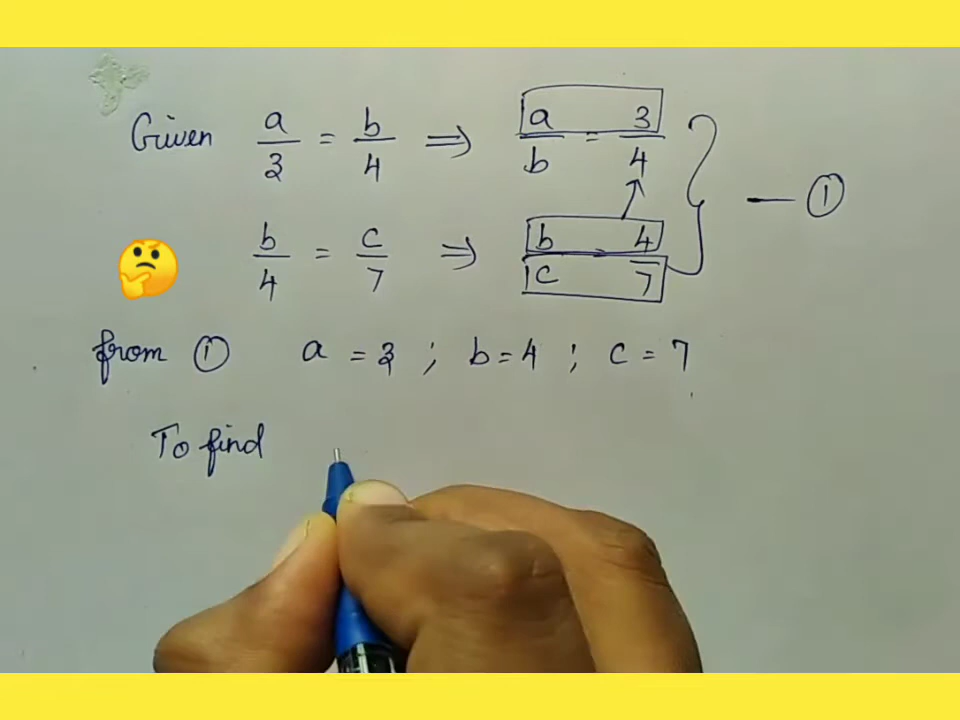 Given a/3 = b/4 ⇒ a/b = 3/4
b/4 = c/7 ⇒ b/c = 4/7 — ①
from ① a = 3 ; b = 4 ; c = 7
To find